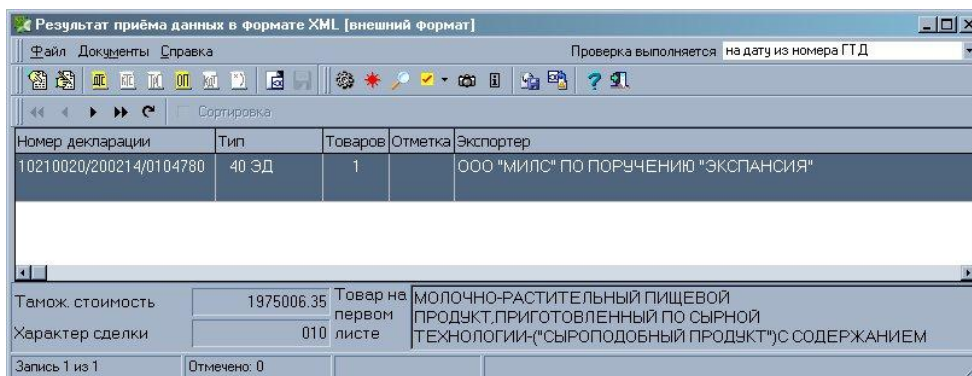 Результат приёма данных в формате XML [внешний формат]
Файл Документы Справка Проверка выполняется на дату из номера ГТД
Сортировка
Номер декларации Тип Товаров Отметка Экспортер
10210020/200214/0104780 40 ЭД 1 ООО "МИЛС" ПО ПОРУЧЕНИЮ "ЭКСПАНСИЯ"
Тамож. стоимость 1975006.35 Товар на первом листе МОЛОЧНО-РАСТИТЕЛЬНЫЙ ПИЩЕВОЙ
ПРОДУКТ,ПРИГОТОВЛЕННЫЙ ПО СЫРНОЙ
Характер сделки 010 ТЕХНОЛОГИИ-("СЫРОПОДОБНЫЙ ПРОДУКТ")С СОДЕРЖАНИЕМ
Запись 1 из 1 Отмечено: 0